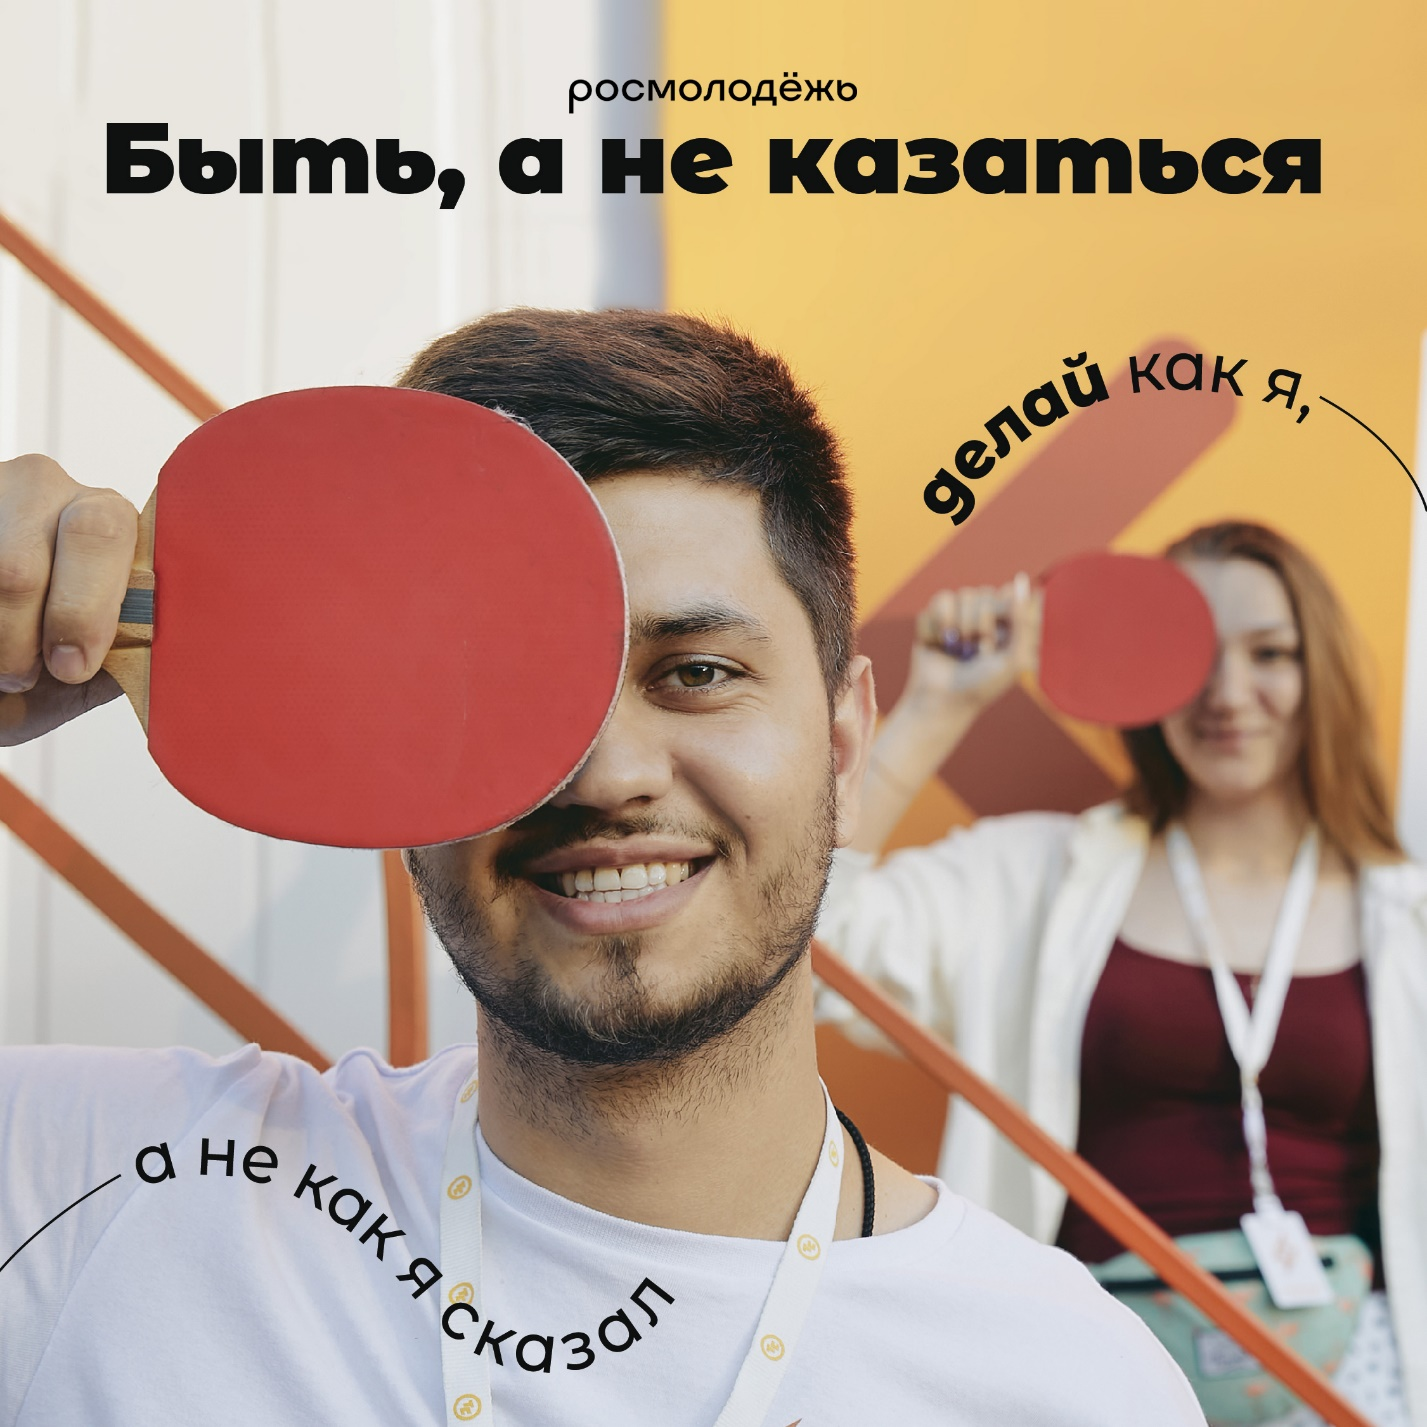 росмолодёжь
Быть, а не казаться
делай как я,
а не как я сказал